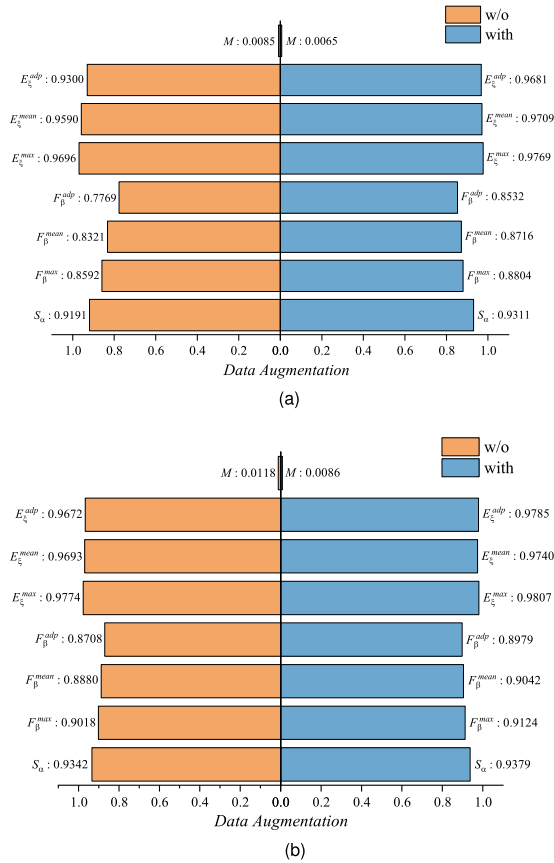 w/o
with
M : 0.0085 M : 0.0065
E_ξ^adp : 0.9300 E_ξ^adp : 0.9681
E_ξ^mean : 0.9590 E_ξ^mean : 0.9709
E_ξ^max : 0.9696 E_ξ^max : 0.9769
F_β^adp : 0.7769 F_β^adp : 0.8532
F_β^mean : 0.8321 F_β^mean : 0.8716
F_β^max : 0.8592 F_β^max : 0.8804
S_α : 0.9191 S_α : 0.9311
1.0 0.8 0.6 0.4 0.2 0.0 0.2 0.4 0.6 0.8 1.0
Data Augmentation
(a)
w/o
with
M : 0.0118 M : 0.0086
E_ξ^adp : 0.9672 E_ξ^adp : 0.9785
E_ξ^mean : 0.9693 E_ξ^mean : 0.9740
E_ξ^max : 0.9774 E_ξ^max : 0.9807
F_β^adp : 0.8708 F_β^adp : 0.8979
F_β^mean : 0.8880 F_β^mean : 0.9042
F_β^max : 0.9018 F_β^max : 0.9124
S_α : 0.9342 S_α : 0.9379
1.0 0.8 0.6 0.4 0.2 0.0 0.2 0.4 0.6 0.8 1.0
Data Augmentation
(b)